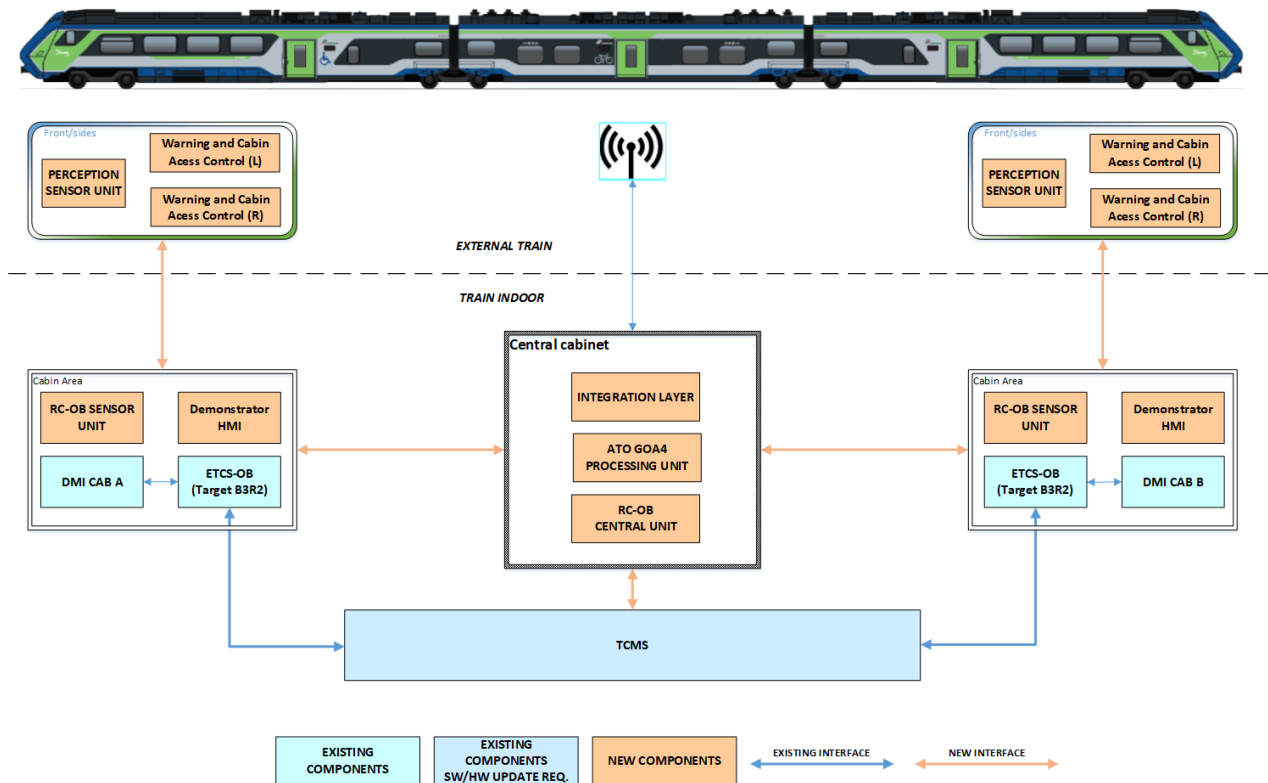 Front/sides
Warning and Cabin
Acess Control (L)
PERCEPTION
SENSOR UNIT
Warning and Cabin
Acess Control (R)
Front/sides
Warning and Cabin
Acess Control (L)
PERCEPTION
SENSOR UNIT
Warning and Cabin
Acess Control (R)
EXTERNAL TRAIN
TRAIN INDOOR
Central cabinet
INTEGRATION LAYER
ATO GOA4
PROCESSING UNIT
RC-OB
CENTRAL UNIT
Cabin Area
RC-OB SENSOR
UNIT
Demonstrator
HMI
DMI CAB A
ETCS-OB
(Target B3R2)
Cabin Area
RC-OB SENSOR
UNIT
Demonstrator
HMI
ETCS-OB
(Target B3R2)
DMI CAB B
TCMS
EXISTING
COMPONENTS
EXISTING
COMPONENTS
SW/HW UPDATE REQ.
NEW COMPONENTS
EXISTING INTERFACE
NEW INTERFACE